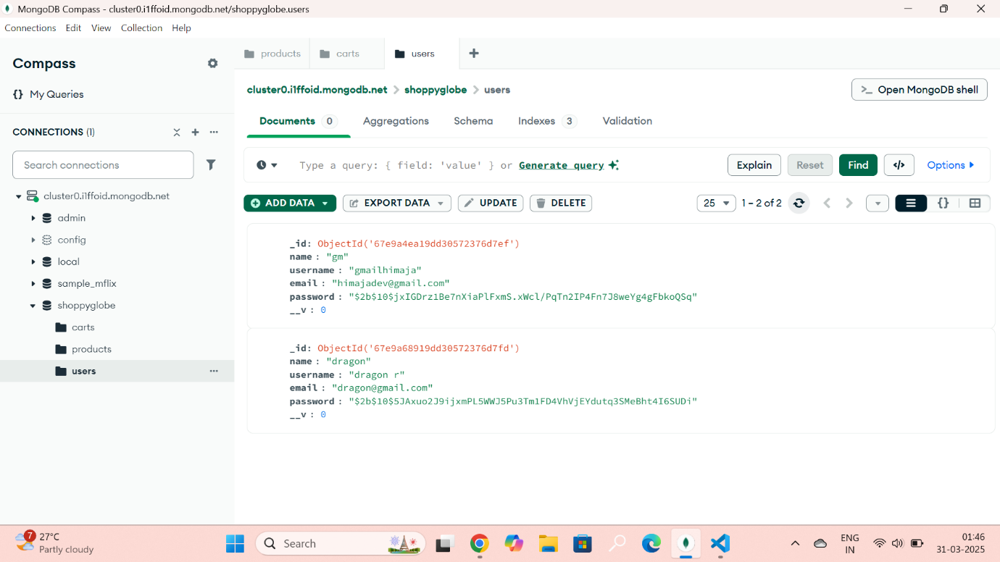 MongoDB Compass - cluster0.i1ffoid.mongodb.net/shoppyglobe.users
Connections Edit View Collection Help
Compass
{} My Queries
CONNECTIONS (1)
Search connections
cluster0.i1ffoid.mongodb.net
admin
config
local
sample_mflix
shoppyglobe
carts
products
users
products carts users
cluster0.i1ffoid.mongodb.net > shoppyglobe > users
>_ Open MongoDB shell
Documents 0 Aggregations Schema Indexes 3 Validation
Type a query: { field: 'value' } or Generate query
Explain Reset Find </> Options
ADD DATA EXPORT DATA UPDATE DELETE
25 1 – 2 of 2 {}
_id: ObjectId('67e9a4ea19dd30572376d7ef')
name : "gm"
username : "gmailhimaja"
email : "himajadev@gmail.com"
password : "$2b$10$jxIGDrz1Be7nXiaPlFxmS.xWcl/PqTn2IP4Fn7J8weYg4gFbkoQSq"
__v : 0
_id: ObjectId('67e9a68919dd30572376d7fd')
name : "dragon"
username : "dragon r"
email : "dragon@gmail.com"
password : "$2b$10$5JAxuo2J9ijxmPL5WWJ5Pu3Tm1FD4VhVjEYdutq3SMeBht4I6SUDi"
__v : 0
7
27°C
Partly cloudy
Search
ENG
IN
01:46
31-03-2025